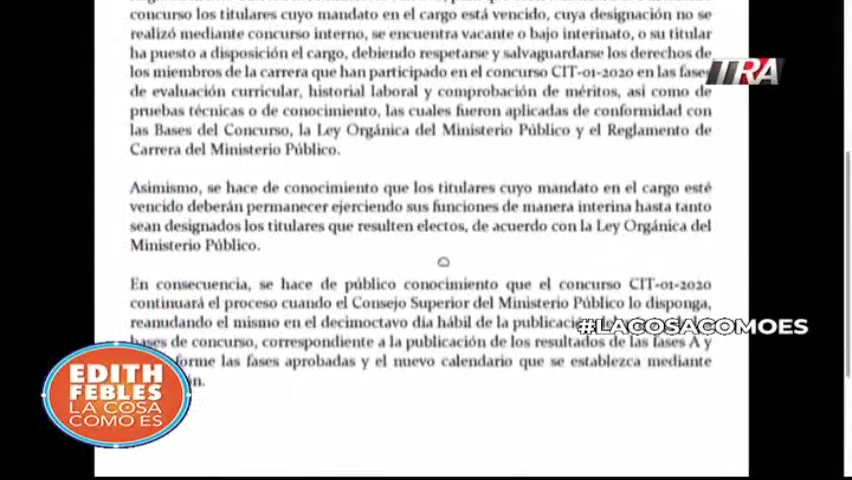 concurso los titulares cuyo mandato en el cargo está vencido, cuya designación no se
realizó mediante concurso interno, se encuentra vacante o bajo interinato, o su titular
ha puesto a disposición el cargo, debiendo respetarse y salvaguardarse los derechos de
los miembros de la carrera que han participado en el concurso CIT-01-2020 en las fases
de evaluación curricular, historial laboral y comprobación de méritos, así como de
pruebas técnicas o de conocimiento, las cuales fueron aplicadas de conformidad con
las Bases del Concurso, la Ley Orgánica del Ministerio Público y el Reglamento de
Carrera del Ministerio Público.
Asimismo, se hace de conocimiento que los titulares cuyo mandato en el cargo esté
vencido deberán permanecer ejerciendo sus funciones de manera interina hasta tanto
sean designados los titulares que resulten electos, de acuerdo con la Ley Orgánica del
Ministerio Público.
En consecuencia, se hace de público conocimiento que el concurso CIT-01-2020
continuará el proceso cuando el Consejo Superior del Ministerio Público lo disponga,
reanudando el mismo en el decimoctavo día hábil de la
bases de concurso, correspondiente a la publicación de los resultados de las fases A y
las fases aprobadas y el nuevo calendario que se establezca mediante
#LACOSACOMOES
EDITH
FEBLES
LA COSA
COMO ES